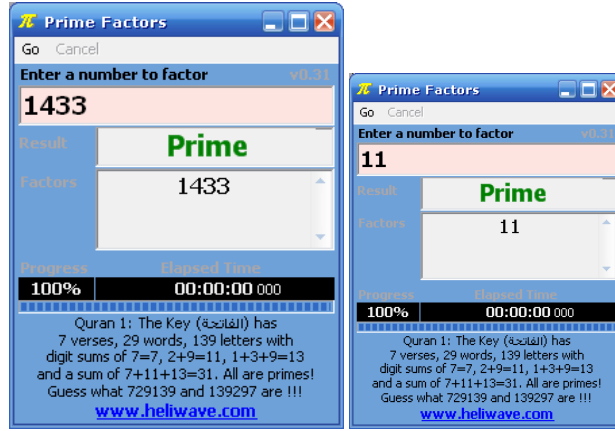 π Prime Factors
Go Cancel
Enter a number to factor v0.31
1433
Result Prime
Factors 1433
Progress Elapsed Time
100% 00:00:00 000
Quran 1: The Key (الفاتحة) has
7 verses, 29 words, 139 letters with
digit sums of 7=7, 2+9=11, 1+3+9=13
and a sum of 7+11+13=31. All are primes!
Guess what 729139 and 139297 are !!!
www.heliwave.com
π Prime Factors
Go Cancel
Enter a number to factor v0.31
11
Result Prime
Factors 11
Progress Elapsed Time
100% 00:00:00 000
Quran 1: The Key (الفاتحة) has
7 verses, 29 words, 139 letters with
digit sums of 7=7, 2+9=11, 1+3+9=13
and a sum of 7+11+13=31. All are primes!
Guess what 729139 and 139297 are !!!
www.heliwave.com